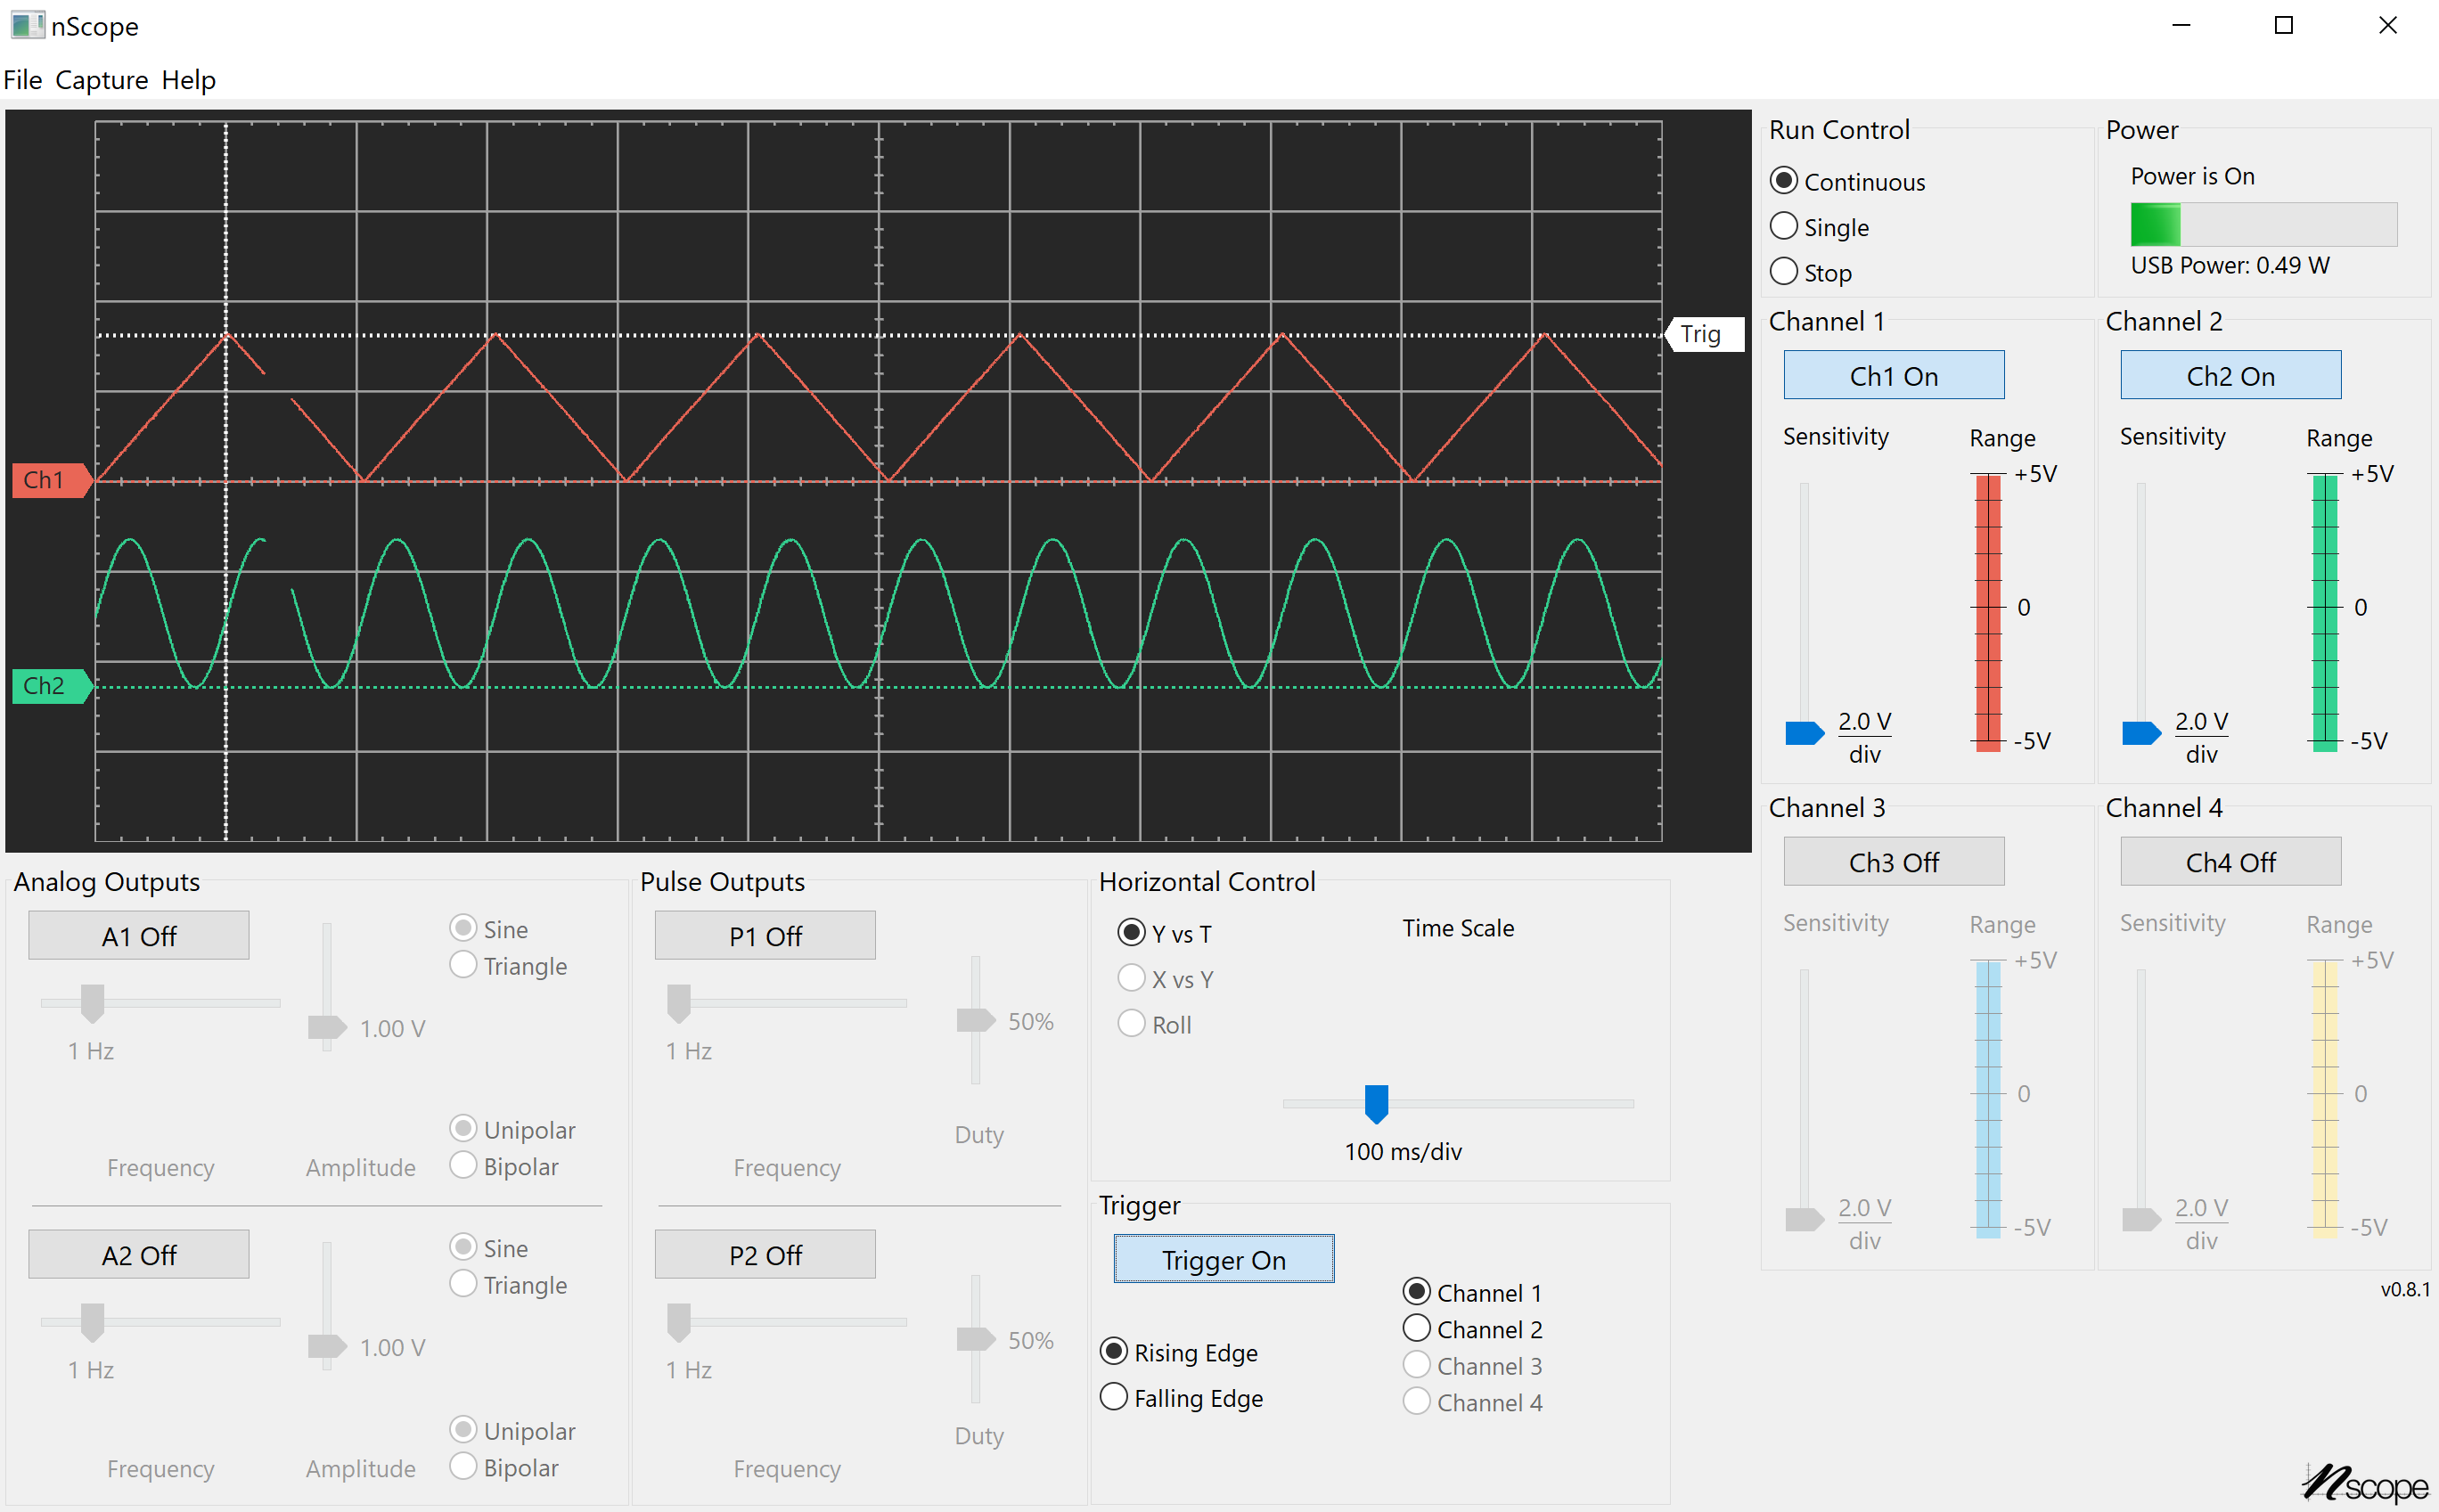 nScope
File Capture Help
Trig
Ch1
Ch2
Run Control
Continuous
Single
Stop
Power
Power is On
USB Power: 0.49 W
Channel 1
Ch1 On
Sensitivity
Range
+5V
0
-5V
2.0 V
div
Channel 2
Ch2 On
Sensitivity
Range
+5V
0
-5V
2.0 V
div
Channel 3
Ch3 Off
Sensitivity
Range
+5V
0
-5V
2.0 V
div
Channel 4
Ch4 Off
Sensitivity
Range
+5V
0
-5V
2.0 V
div
Analog Outputs
A1 Off
Sine
Triangle
1.00 V
1 Hz
Unipolar
Bipolar
Frequency
Amplitude
A2 Off
Sine
Triangle
1.00 V
1 Hz
Unipolar
Bipolar
Frequency
Amplitude
Pulse Outputs
P1 Off
50%
1 Hz
Duty
Frequency
P2 Off
50%
1 Hz
Duty
Frequency
Horizontal Control
Y vs T
X vs Y
Roll
Time Scale
100 ms/div
Trigger
Trigger On
Rising Edge
Falling Edge
Channel 1
Channel 2
Channel 3
Channel 4
v0.8.1
nscope